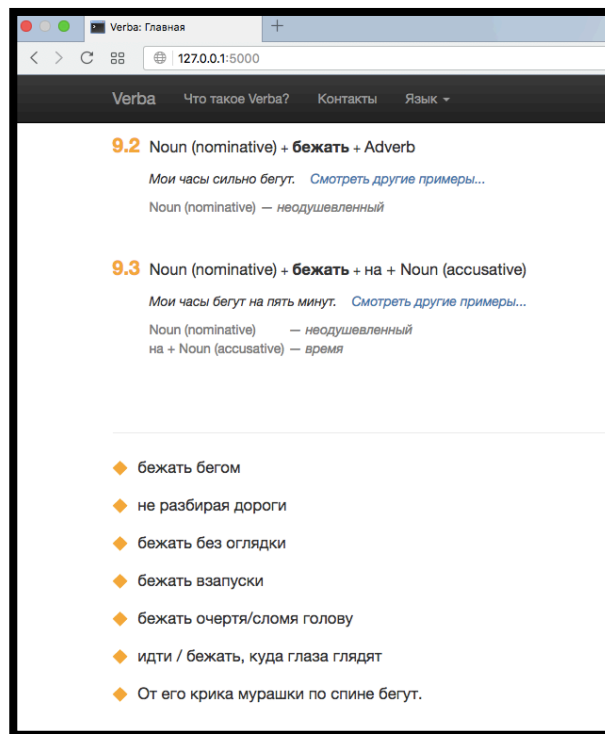 Verba: Главная
127.0.0.1:5000
Verba Что такое Verba? Контакты Язык
9.2 Noun (nominative) + бежать + Adverb
Мои часы сильно бегут. Смотреть другие примеры...
Noun (nominative) — неодушевленный
9.3 Noun (nominative) + бежать + на + Noun (accusative)
Мои часы бегут на пять минут. Смотреть другие примеры...
Noun (nominative) — неодушевленный
на + Noun (accusative) — время
бежать бегом
не разбирая дороги
бежать без оглядки
бежать взапуски
бежать очертя/сломя голову
идти / бежать, куда глаза глядят
От его крика мурашки по спине бегут.